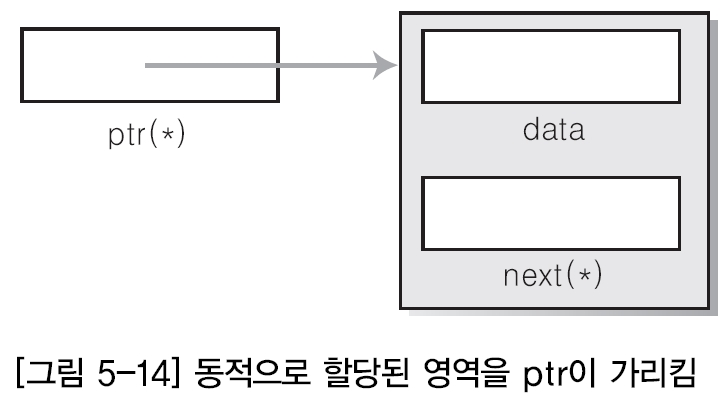 ptr(*)
data
next(*)
[그림 5-14] 동적으로 할당된 영역을 ptr이 가리킴